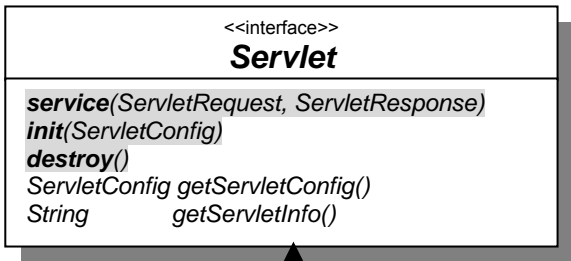 <<interface>>
Servlet
service(ServletRequest, ServletResponse)
init(ServletConfig)
destroy()
ServletConfig getServletConfig()
String getServletInfo()